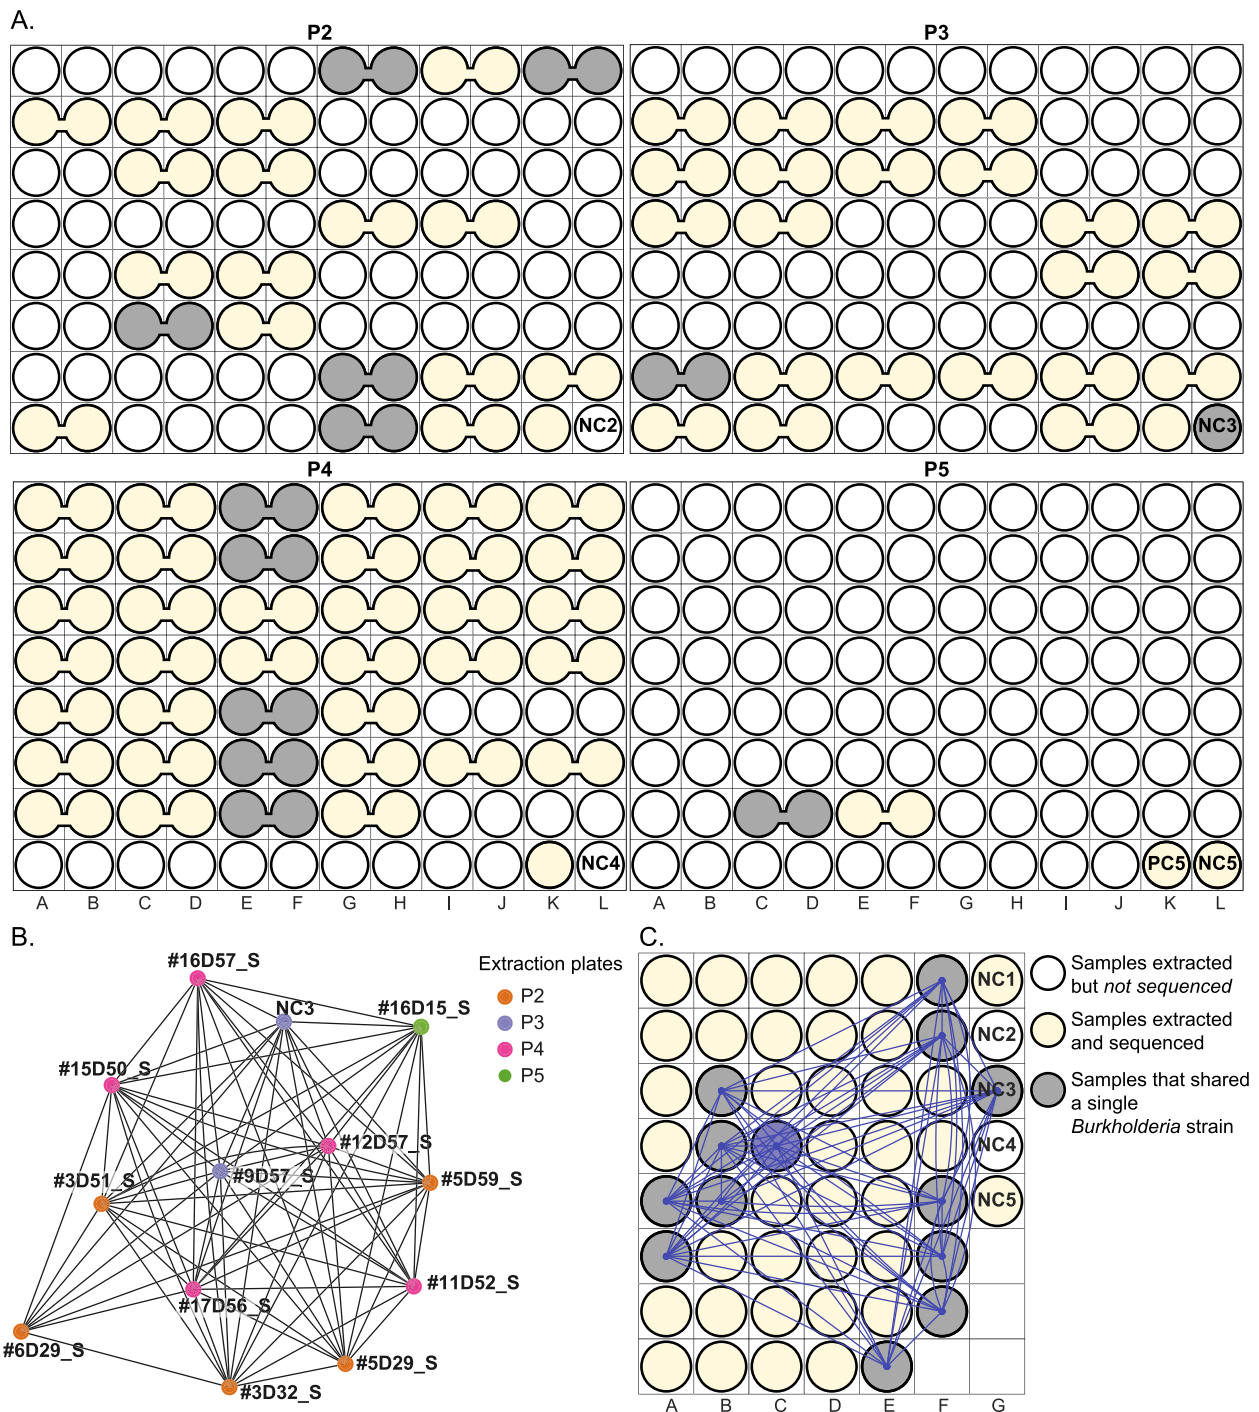 A.
P2
P3
NC2
NC3
P4
P5
NC4
PC5 NC5
A B C D E F G H I J K L
A B C D E F G H I J K L
B.
#16D57_S
NC3
#16D15_S
#15D50_S
#12D57_S
#3D51_S
#9D57_S
#5D59_S
#11D52_S
#17D56_S
#6D29_S
#5D29_S
#3D32_S
Extraction plates
P2
P3
P4
P5
C.
NC1
NC2
NC3
NC4
NC5
A B C D E F G
Samples extracted
but not sequenced
Samples extracted
and sequenced
Samples that shared
a single
Burkholderia strain